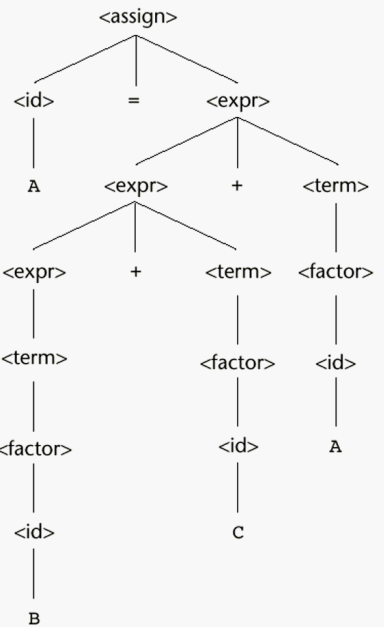 <assign>
<id> = <expr>
A <expr> + <term>
<expr> + <term> <factor>
<term> <factor> <id>
<factor> <id> A
<id> C
B